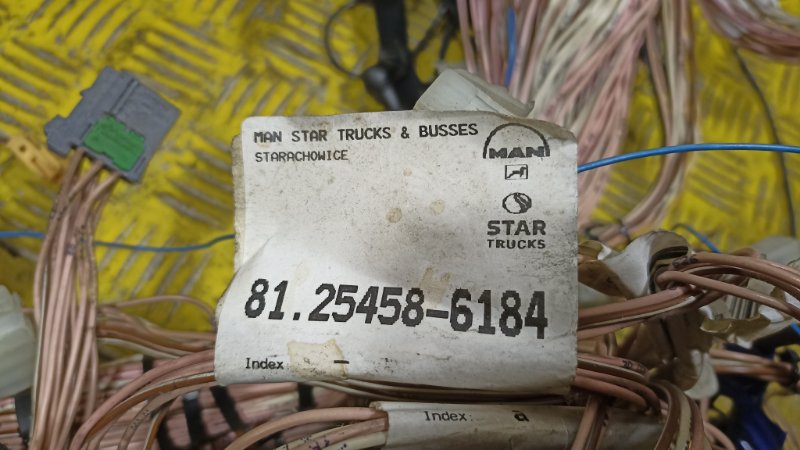 MAN STAR TRUCKS & BUSSES
STARACHOWICE
MAN
STAR
TRUCKS
81.25458-6184
Index: -
Index: a